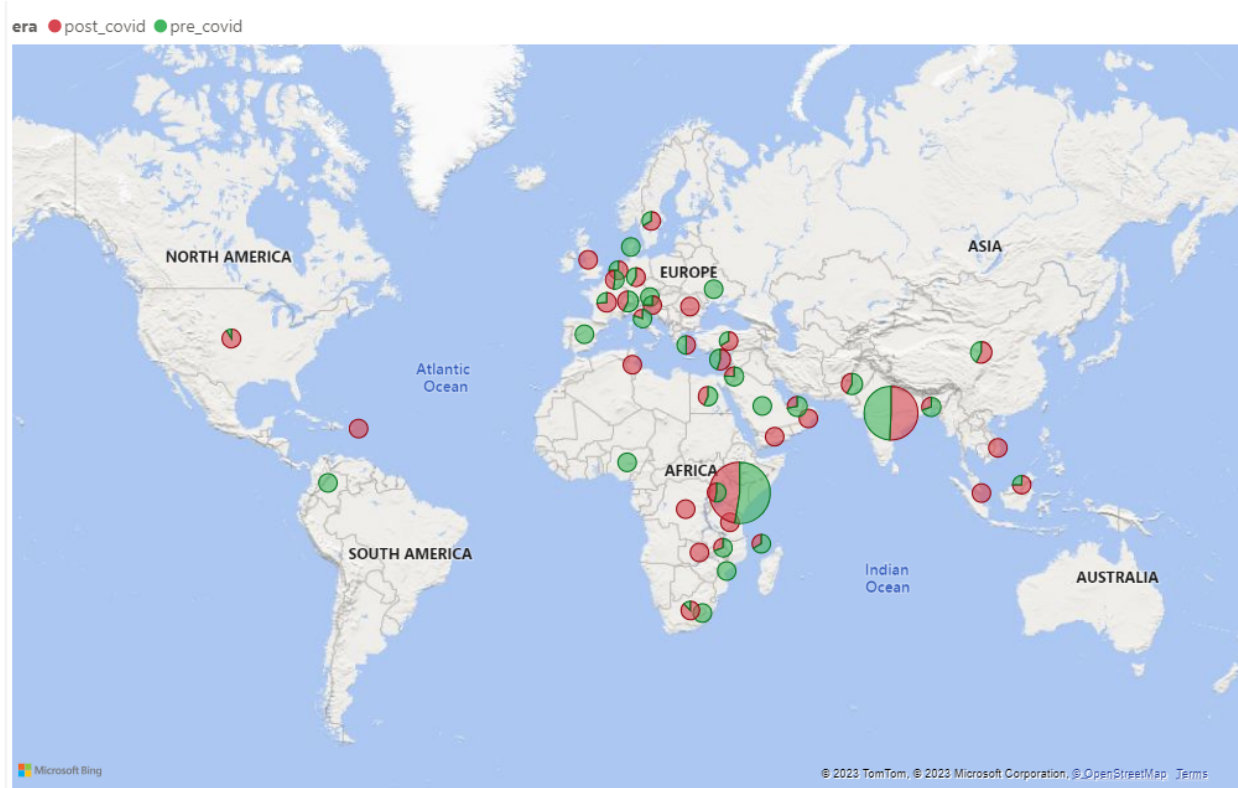 era post_covid pre_covid
NORTH AMERICA
EUROPE
ASIA
Atlantic
Ocean
AFRICA
SOUTH AMERICA
Indian
Ocean
AUSTRALIA
Microsoft Bing
© 2023 TomTom, © 2023 Microsoft Corporation, © OpenStreetMap Terms